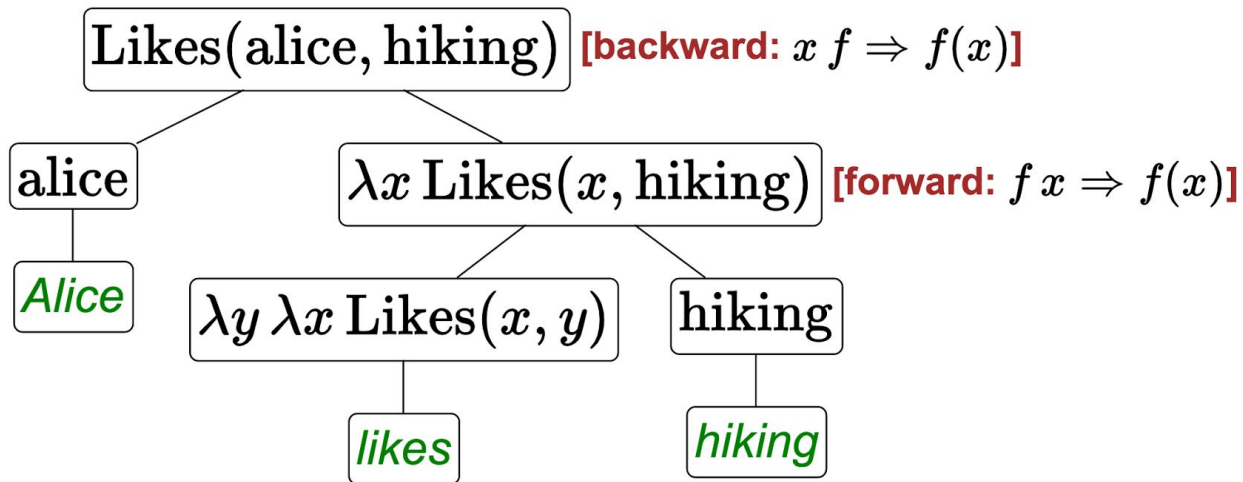 Likes(alice, hiking) [backward: x f ⇒ f(x)]
alice
λx Likes(x, hiking) [forward: f x ⇒ f(x)]
Alice
λy λx Likes(x, y)
hiking
likes
hiking